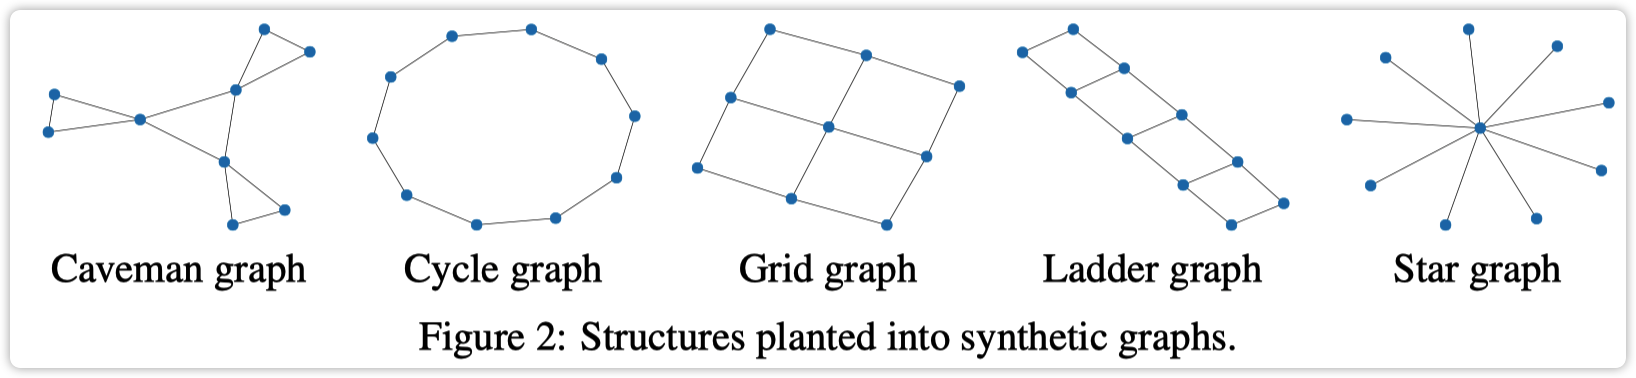 Caveman graph Cycle graph Grid graph Ladder graph Star graph
Figure 2: Structures planted into synthetic graphs.